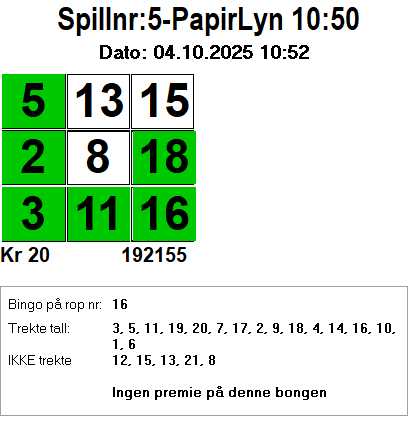 Spillnr:5-PapirLyn 10:50
Dato: 04.10.2025 10:52
5 13 15
2 8 18
3 11 16
Kr 20 192155
Bingo på rop nr: 16
Trekte tall: 3, 5, 11, 19, 20, 7, 17, 2, 9, 18, 4, 14, 16, 10,
1, 6
IKKE trekte 12, 15, 13, 21, 8
Ingen premie på denne bongen